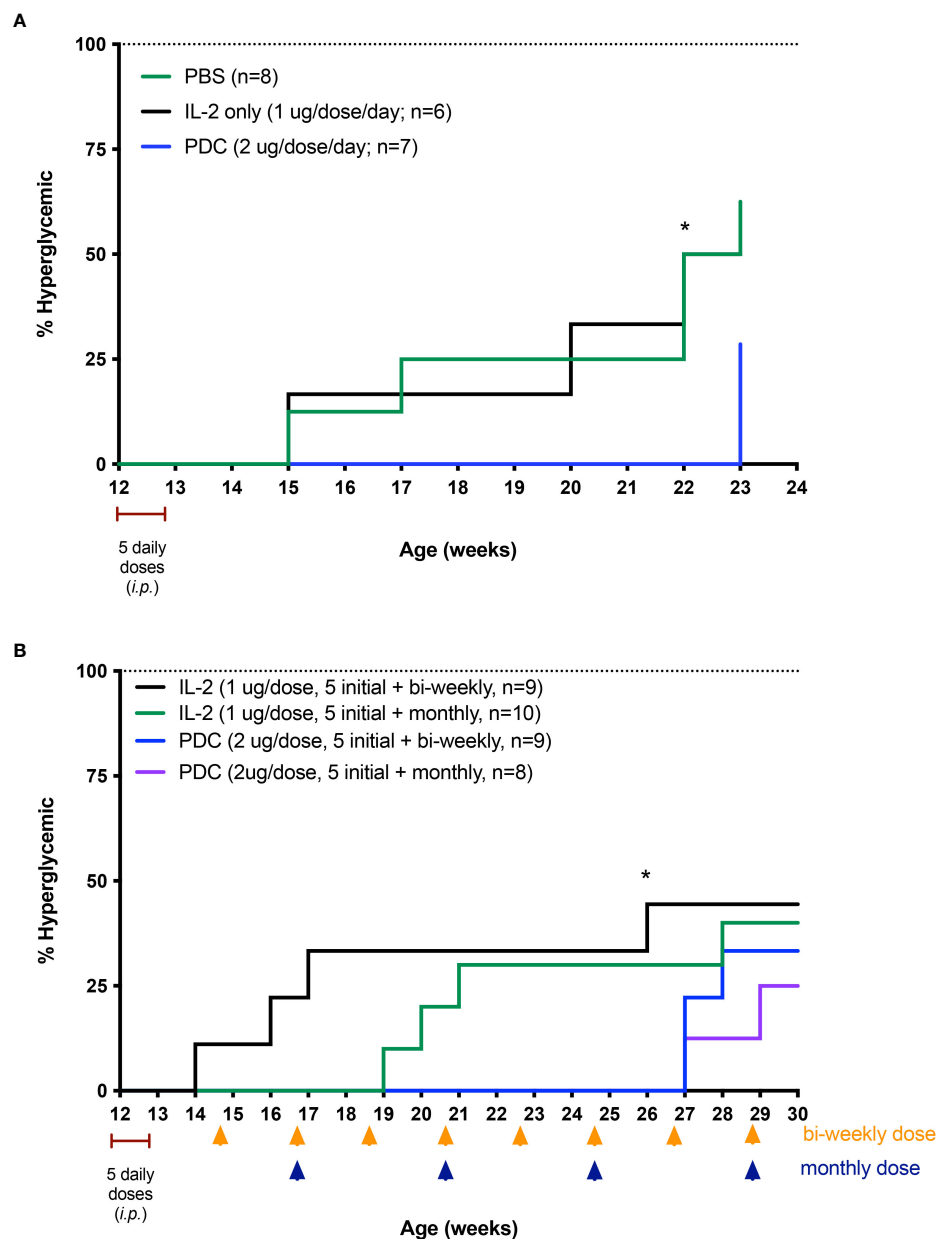 A
100
PBS (n=8)
IL-2 only (1 ug/dose/day; n=6)
PDC (2 ug/dose/day; n=7)
75
50
25
0
% Hyperglycemic
*
12 13 14 15 16 17 18 19 20 21 22 23 24
5 daily
doses
(i.p.)
Age (weeks)
B
100
IL-2 (1 ug/dose, 5 initial + bi-weekly, n=9)
IL-2 (1 ug/dose, 5 initial + monthly, n=10)
PDC (2 ug/dose, 5 initial + bi-weekly, n=9)
PDC (2ug/dose, 5 initial + monthly, n=8)
75
50
25
0
% Hyperglycemic
*
12 13 14 15 16 17 18 19 20 21 22 23 24 25 26 27 28 29 30
bi-weekly dose
monthly dose
5 daily
doses
(i.p.)
Age (weeks)